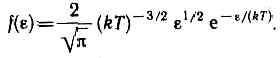 f(ε) = 2/√π (kT)^{-3/2} ε^{1/2} e^{-ε/(kT)}.